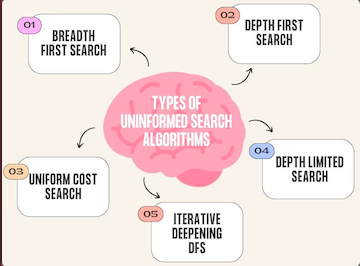 01
BREADTH
FIRST SEARCH
02
DEPTH FIRST
SEARCH
TYPES OF
UNINFORMED SEARCH
ALGORITHMS
03
UNIFORM COST
SEARCH
04
DEPTH LIMITED
SEARCH
05
ITERATIVE
DEEPENING
DFS